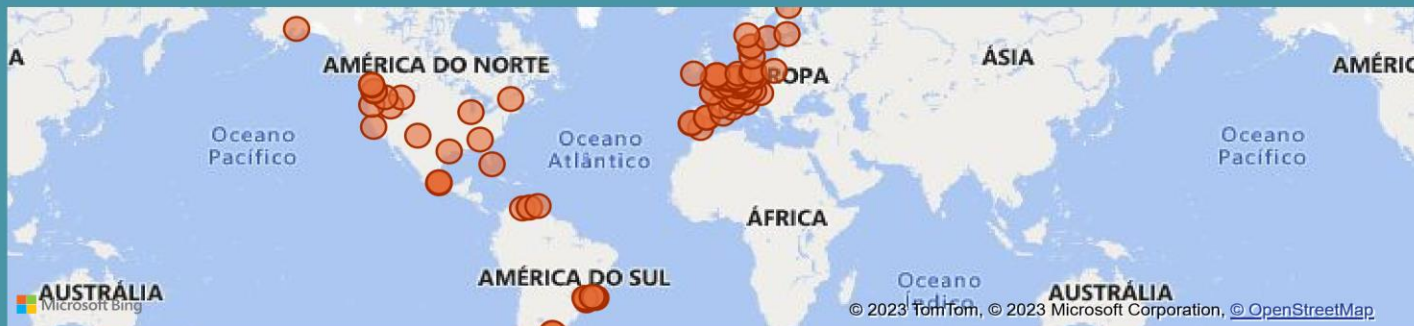 A
AMÉRICA DO NORTE
ROPA
ÁSIA
AMÉRIC
Oceano
Pacífico
Oceano
Atlântico
Oceano
Pacífico
ÁFRICA
AMÉRICA DO SUL
Oceano
Índico
AUSTRÁLIA
AUSTRÁLIA
Microsoft Bing
© 2023 TomTom, © 2023 Microsoft Corporation, © OpenStreetMap